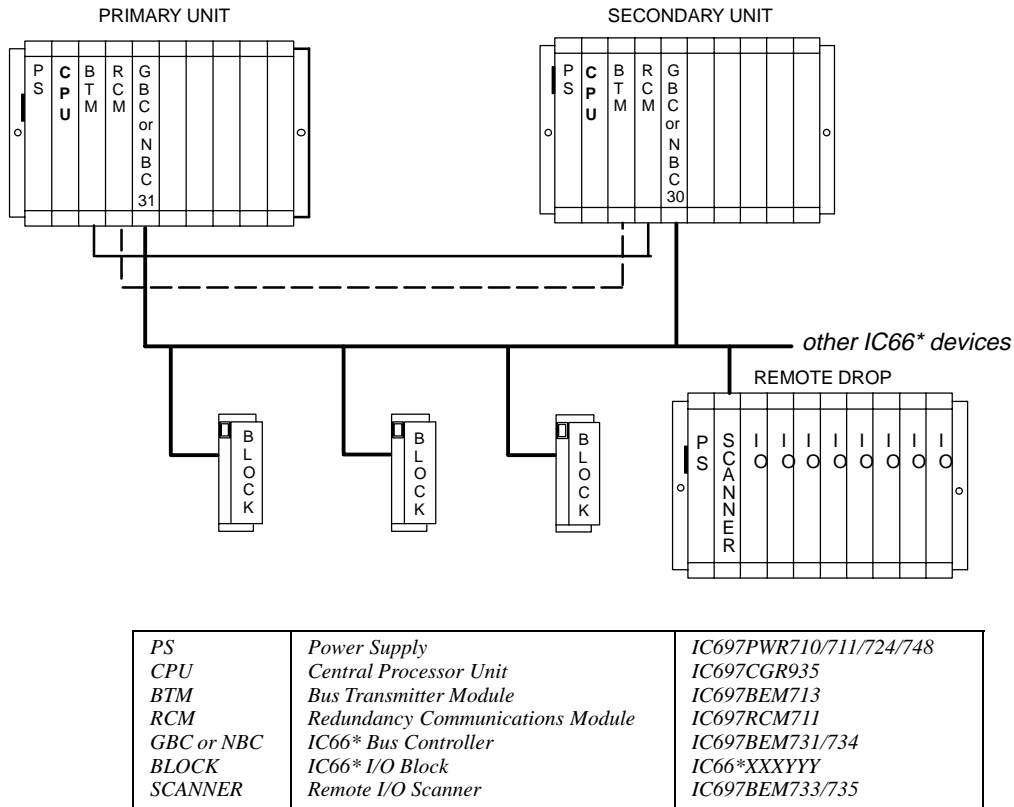 PRIMARY UNIT
PS
CPU
BTM
RCM
GBC or NBC 31
SECONDARY UNIT
PS
CPU
BTM
RCM
GBC or NBC 30
other IC66* devices
REMOTE DROP
BLOCK
BLOCK
BLOCK
PS
SCANNER
IO
IO
IO
IO
IO
IO
IO
IO
PS Power Supply IC697PWR710/711/724/748
CPU Central Processor Unit IC697CGR935
BTM Bus Transmitter Module IC697BEM713
RCM Redundancy Communications Module IC697RCM711
GBC or NBC IC66* Bus Controller IC697BEM731/734
BLOCK IC66* I/O Block IC66*XXXYYY
SCANNER Remote I/O Scanner IC697BEM733/735